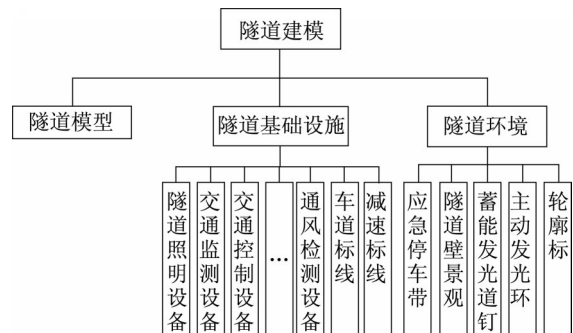 隧道建模
隧道模型
隧道基础设施
隧道环境
隧道照明设备
交通监测设备
交通控制设备
…
通风检测设备
车道标线
减速标线
应急停车带
隧道壁景观
蓄能发光道钉
主动发光环
轮廓标